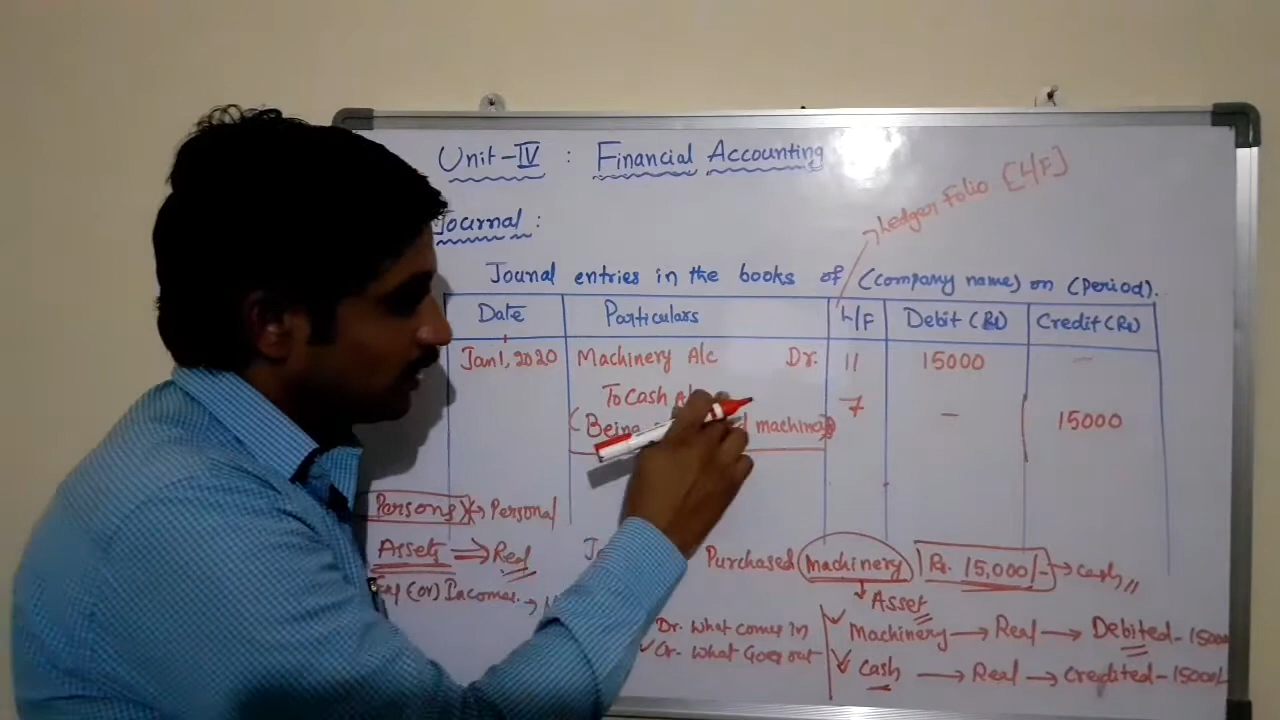 Unit-IV : Financial Accounting
Journal :
Ledger Folio [L/F]
Jounal entries in the books of (Company name) on (Period).
Date Particulars L/F Debit (Rs) Credit (Rs)
Jan 1, 2020 Machinery A/c Dr. 11 15000 -
To Cash 7 - 15000
(Being machinery)
Persons → Personal
Assets ⇒ Real
Exp (or) Incomes →
Purchased Machinery Rs. 15,000/- → Cash,,
↓ Asset
Dr. What comes in
✓ Cr. What Goes out
✓ Machinery → Real → Debited - 15000
✓ Cash → Real → Credited - 15000/-